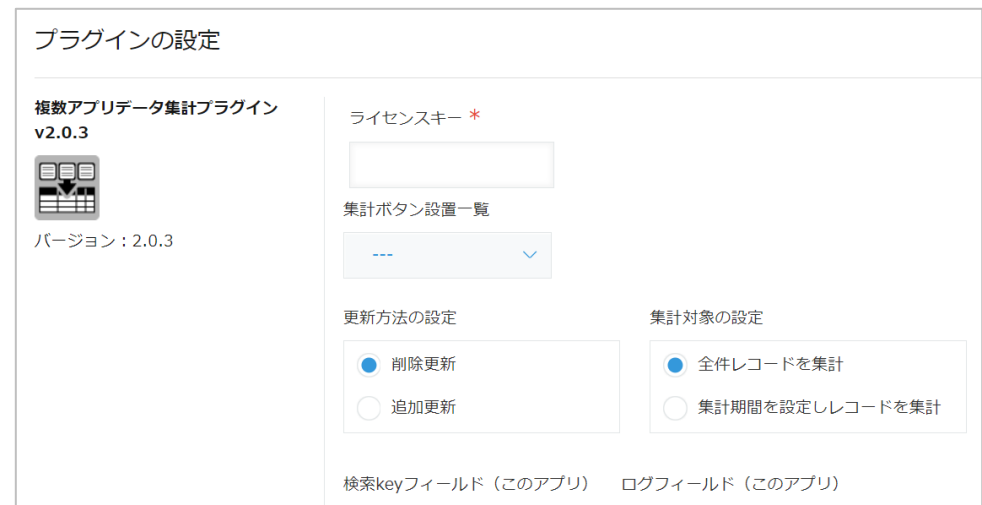 プラグインの設定
複数アプリデータ集計プラグイン
v2.0.3
バージョン：2.0.3
ライセンスキー *
集計ボタン設置一覧
---
更新方法の設定
削除更新
追加更新
集計対象の設定
全件レコードを集計
集計期間を設定しレコードを集計
検索keyフィールド（このアプリ）
ログフィールド（このアプリ）